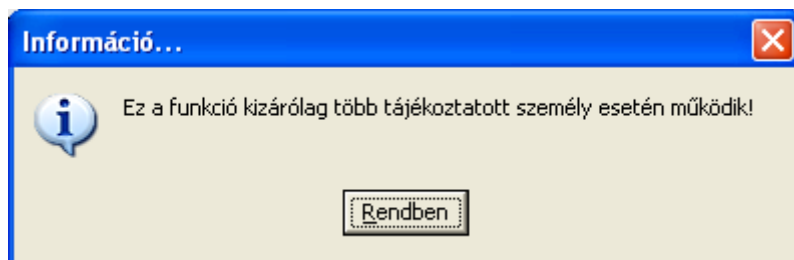 Információ...
Ez a funkció kizárólag több tájékoztatott személy esetén működik!
Rendben